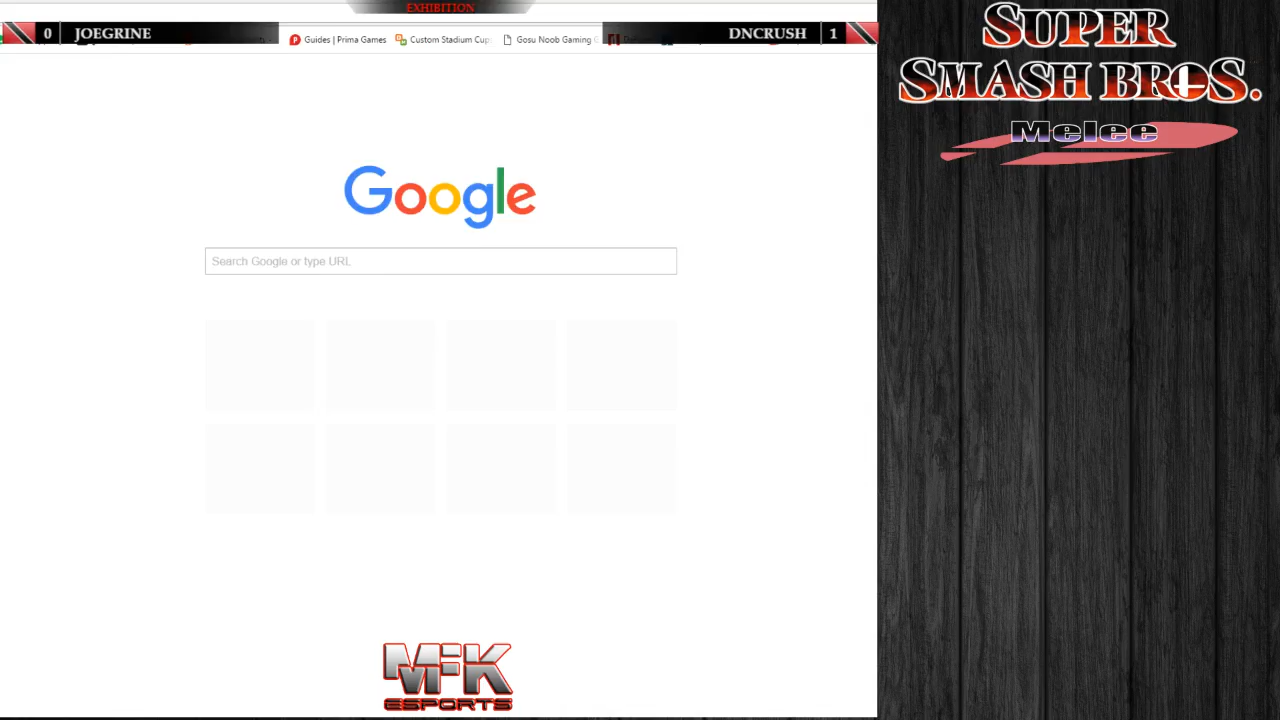 EXHIBITION
0 JOEGRINE
Guides | Prima Games
Custom Stadium Cup
Gosu Noob Gaming G
DNCRUSH 1
SUPER
SMASH BROS.
Melee
Google
Search Google or type URL
MFK
ESPORTS